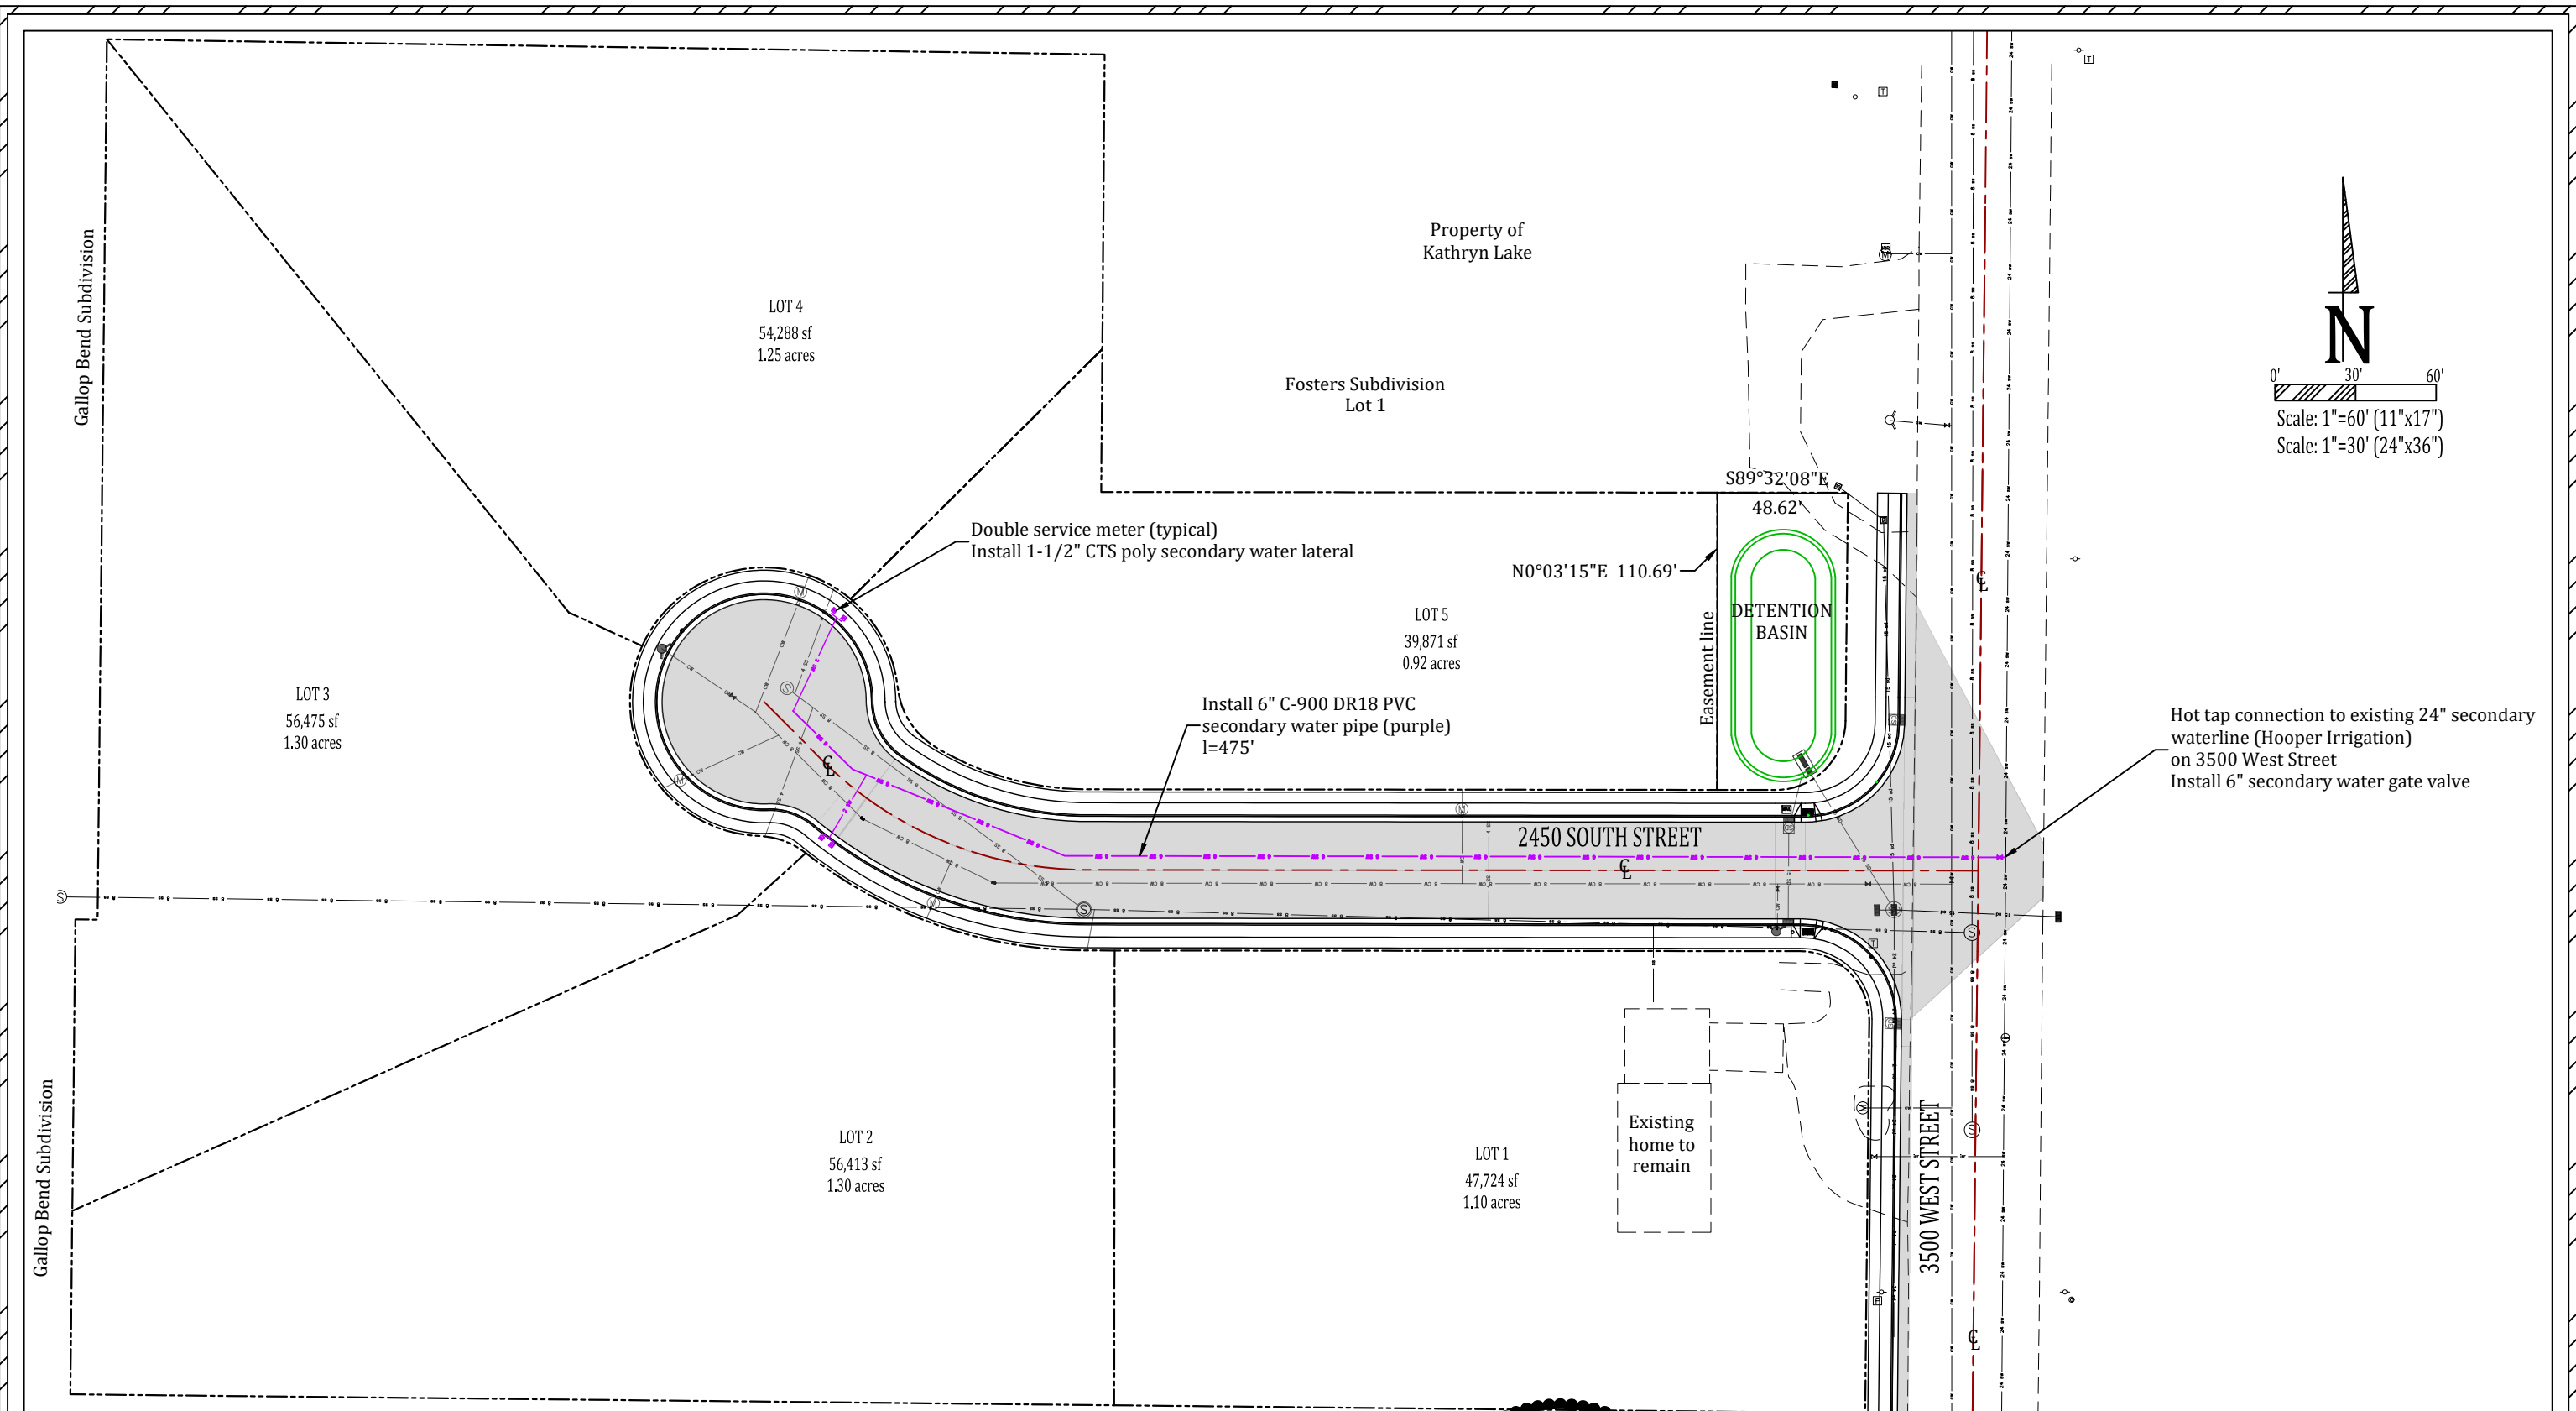 Gallop Bend Subdivision
LOT 4
54,288 sf
1.25 acres
Property of
Kathryn Lake
Fosters Subdivision
Lot 1
N
0' 30' 60'
Scale: 1"=60' (11"x17")
Scale: 1"=30' (24"x36")
S89°32'08"E
48.62'
Double service meter (typical)
Install 1-1/2" CTS poly secondary water lateral
N0°03'15"E 110.69'
Easement line
DETENTION
BASIN
LOT 5
39,871 sf
0.92 acres
LOT 3
56,475 sf
1.30 acres
Install 6" C-900 DR18 PVC
secondary water pipe (purple)
l=475'
Hot tap connection to existing 24" secondary
waterline (Hooper Irrigation)
on 3500 West Street
Install 6" secondary water gate valve
2450 SOUTH STREET
Gallop Bend Subdivision
LOT 2
56,413 sf
1.30 acres
LOT 1
47,724 sf
1.10 acres
Existing
home to
remain
3500 WEST STREET